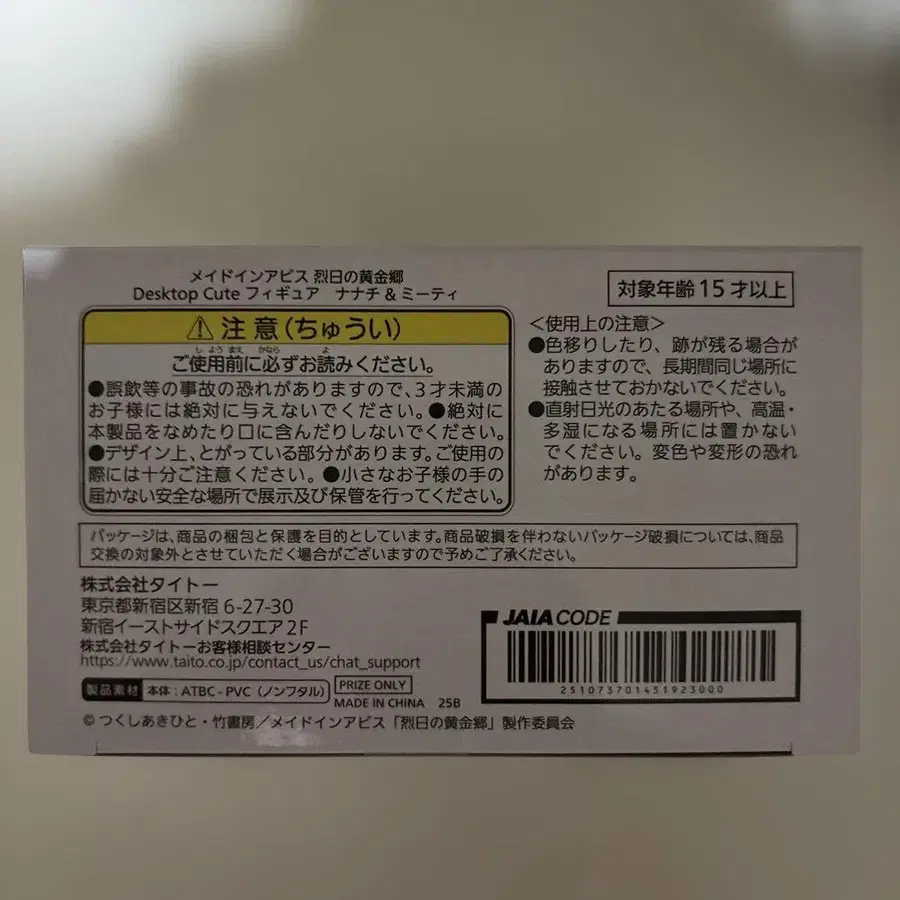 メイドインアビス 烈日の黄金郷
Desktop Cute フィギュア ナナチ & ミーティ
対象年齢 15 才以上
⚠ 注意(ちゅうい)
しようまえ かなら よ
ご使用前に必ずお読みください。
●誤飲等の事故の恐れがありますので、3才未満の
お子様には絶対に与えないでください。●絶対に
本製品をなめたり口に含んだりしないでください。
●デザイン上、とがっている部分があります。ご使用の
際には十分ご注意ください。●小さなお子様の手の
届かない安全な場所で展示及び保管を行ってください。
<使用上の注意>
●色移りしたり、跡が残る場合が
ありますので、長期間同じ場所に
接触させておかないでください。
●直射日光のあたる場所や、高温・
多湿になる場所には置かない
でください。変色や変形の恐れ
があります。
パッケージは、商品の梱包と保護を目的としています。商品破損を伴わないパッケージ破損については、商品
交換の対象外とさせていただく場合がございますので予めご了承ください。
株式会社タイトー
東京都新宿区新宿 6-27-30
新宿イーストサイドスクエア 2F
株式会社タイトーお客様相談センター
https://www.taito.co.jp/contact_us/chat_support
製品素材 本体:ATBC-PVC(ノンフタル)
PRIZE ONLY
MADE IN CHINA 25B
©つくしあきひと・竹書房/メイドインアビス「烈日の黄金郷」製作委員会
JAIA CODE
2510737014519230​00